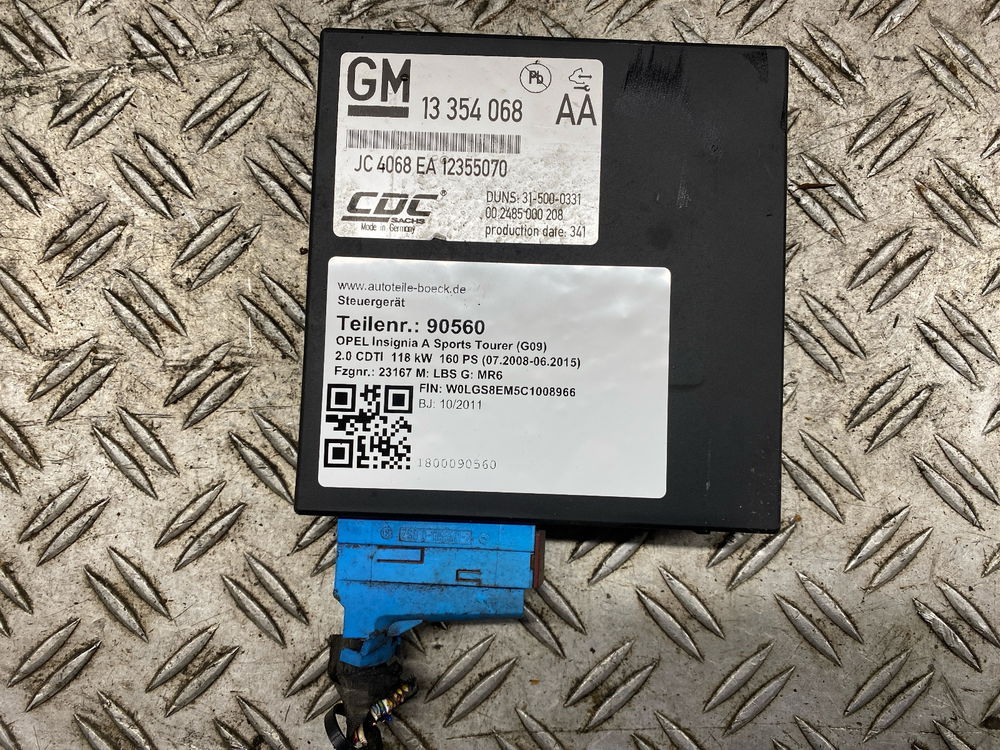 GM
Pb
13 354 068 AA
JC 4068 EA 12355070
CDC®
SACHS
Made in Germany
DUNS: 31-500-0331
00 2485 000 208
production date: 341
www.autoteile-boeck.de
Steuergerät
Teilenr.: 90560
OPEL Insignia A Sports Tourer (G09)
2.0 CDTI 118 kW 160 PS (07.2008-06.2015)
Fzgnr.: 23167 M: LBS G: MR6
FIN: W0LGS8EM5C1008966
BJ: 10/2011
1800090560